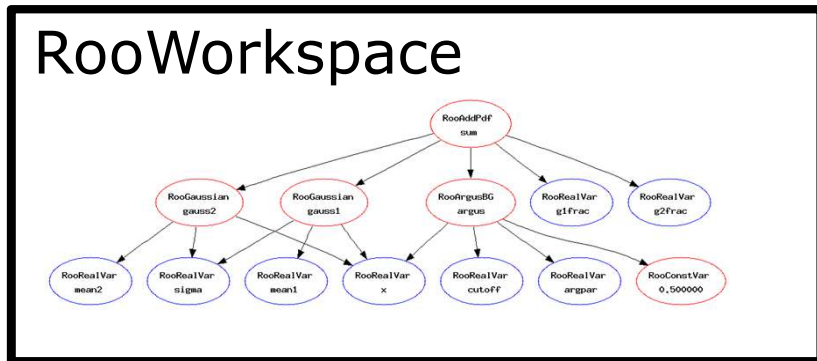 RooWorkspace
RooAddPdf
sum
RooGaussian
gauss2
RooGaussian
gauss1
RooArgusBG
argus
RooRealVar
g1frac
RooRealVar
g2frac
RooRealVar
mean2
RooRealVar
sigma
RooRealVar
mean1
RooRealVar
x
RooRealVar
cutoff
RooRealVar
argpar
RooConstVar
0.500000